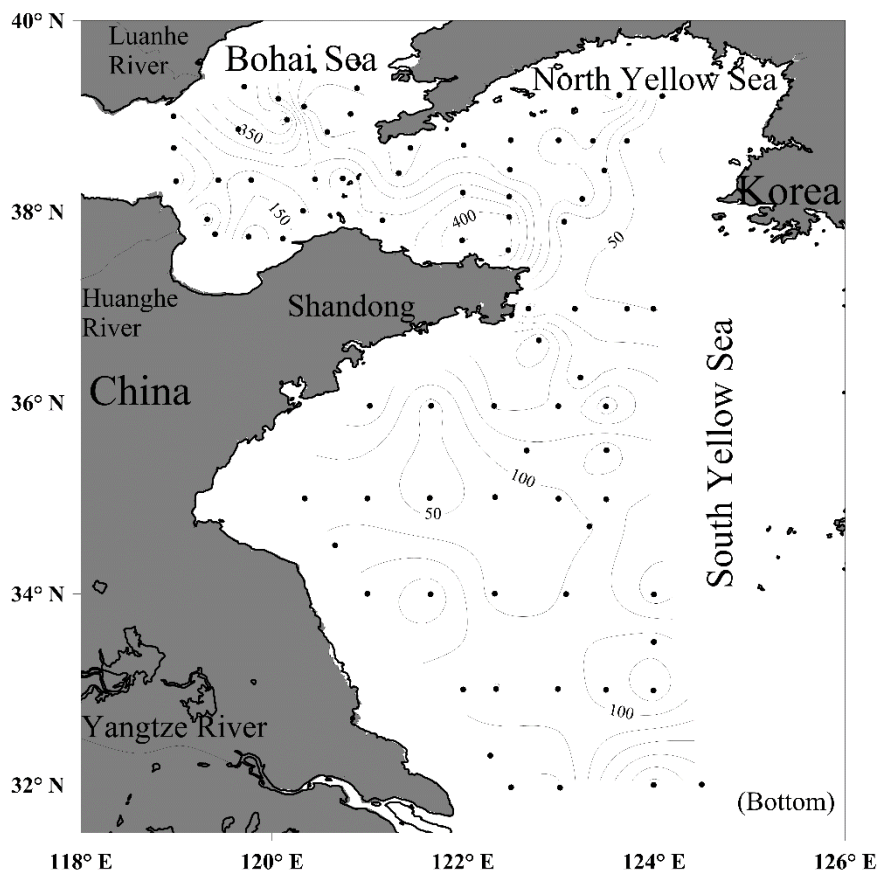 40° N
Luanhe
River
Bohai Sea
North Yellow Sea
350
Korea
38° N
150
400
50
Huanghe
River
Shandong
China
36° N
South Yellow Sea
100
50
34° N
100
Yangtze River
32° N
(Bottom)
118° E
120° E
122° E
124° E
126° E